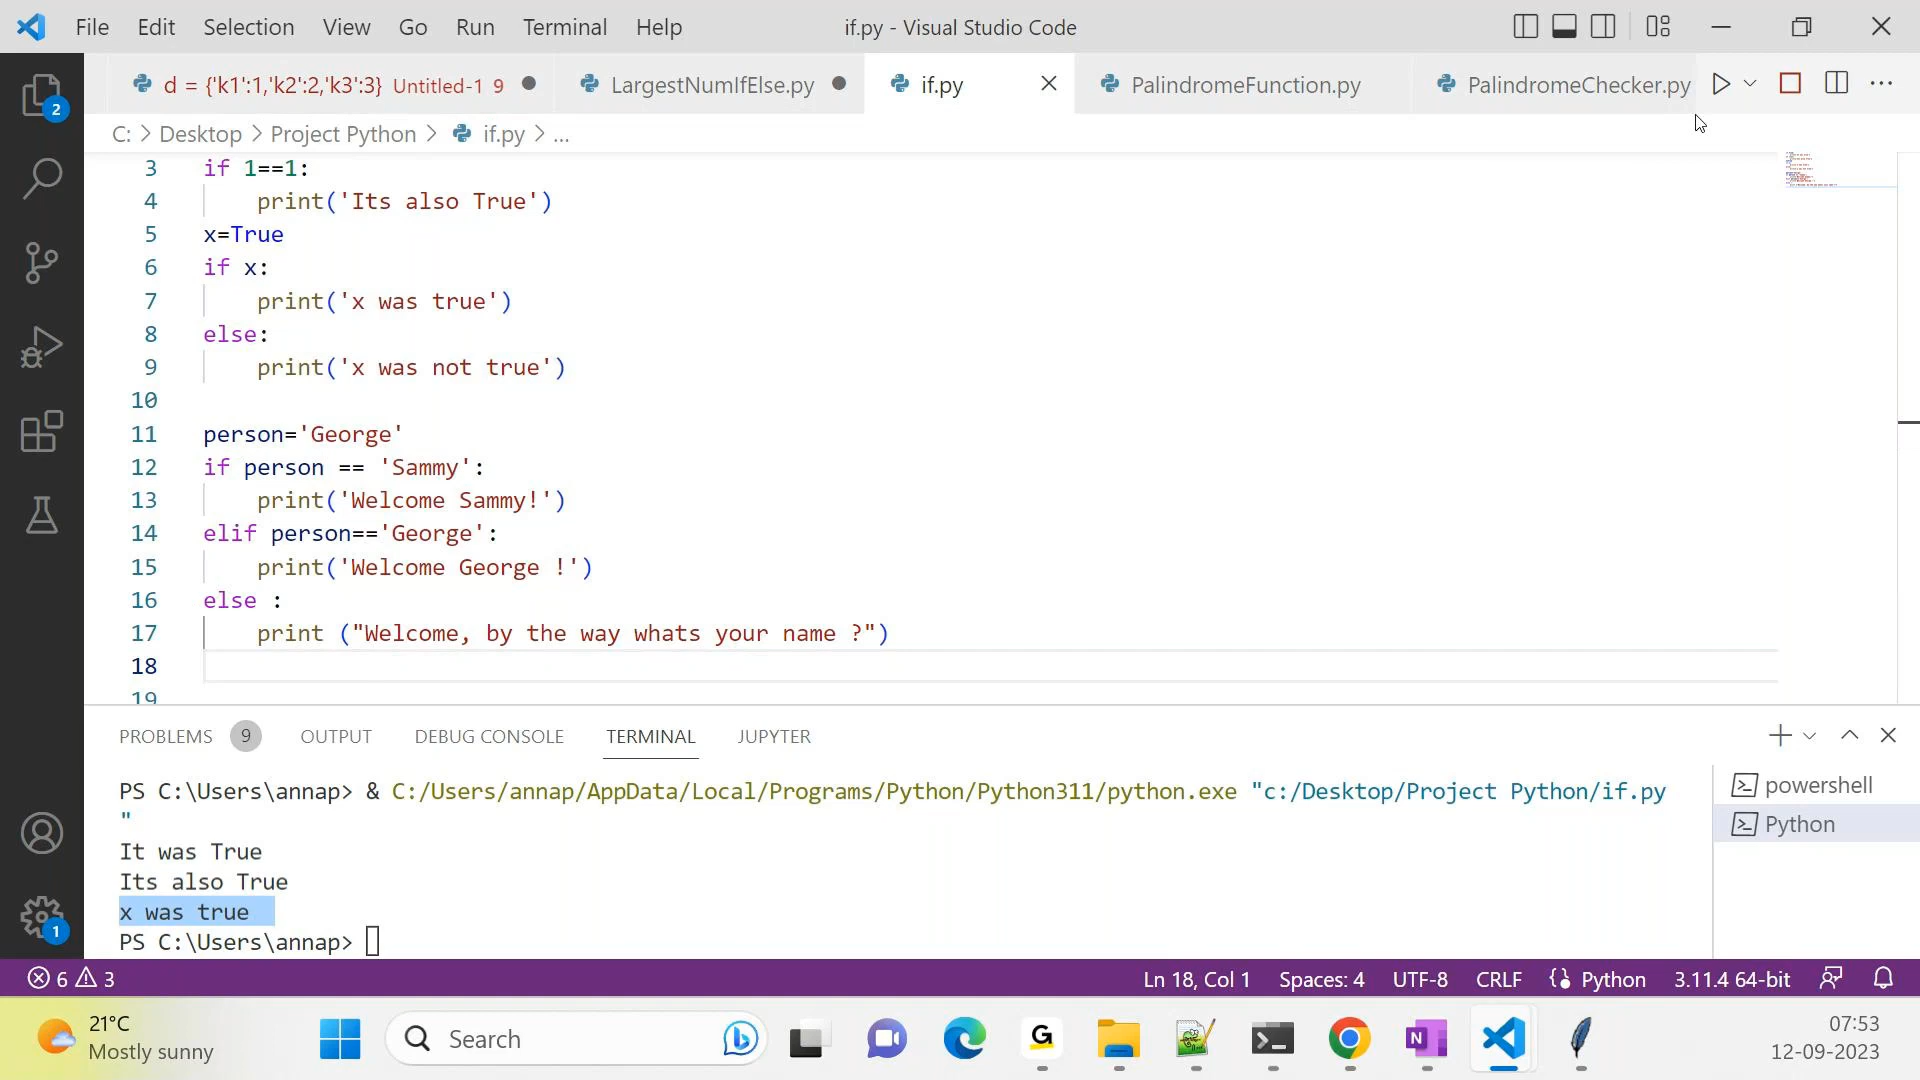 File Edit Selection View Go Run Terminal Help if.py - Visual Studio Code
d = {'k1':1,'k2':2,'k3':3} Untitled-1 9 LargestNumIfElse.py if.py PalindromeFunction.py PalindromeChecker.py
C: > Desktop > Project Python > if.py > ...
3 if 1==1:
4 print('Its also True')
5 x=True
6 if x:
7 print('x was true')
8 else:
9 print('x was not true')
10
11 person='George'
12 if person == 'Sammy':
13 print('Welcome Sammy!')
14 elif person=='George':
15 print('Welcome George !')
16 else :
17 print ("Welcome, by the way whats your name ?")
18
19
2
PROBLEMS 9 OUTPUT DEBUG CONSOLE TERMINAL JUPYTER
PS C:\Users\annap> & C:/Users/annap/AppData/Local/Programs/Python/Python311/python.exe "c:/Desktop/Project Python/if.py
"
It was True
Its also True
x was true
PS C:\Users\annap>
powershell
Python
1
6 3 Ln 18, Col 1 Spaces: 4 UTF-8 CRLF Python 3.11.4 64-bit
21°C
Mostly sunny
Search
G
N
07:53
12-09-2023